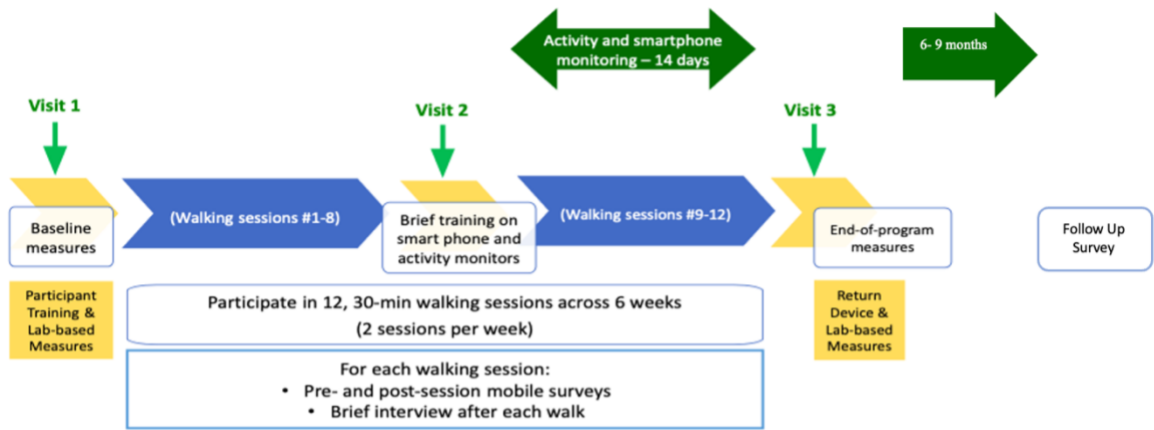 Activity and smartphone
monitoring – 14 days
6- 9 months
Visit 1
Visit 2
Visit 3
Baseline
measures
(Walking sessions #1-8)
Brief training on
smart phone and
activity monitors
(Walking sessions #9-12)
End-of-program
measures
Follow Up
Survey
Participant
Training &
Lab-based
Measures
Participate in 12, 30-min walking sessions across 6 weeks
(2 sessions per week)
Return
Device &
Lab-based
Measures
For each walking session:
• Pre- and post-session mobile surveys
• Brief interview after each walk